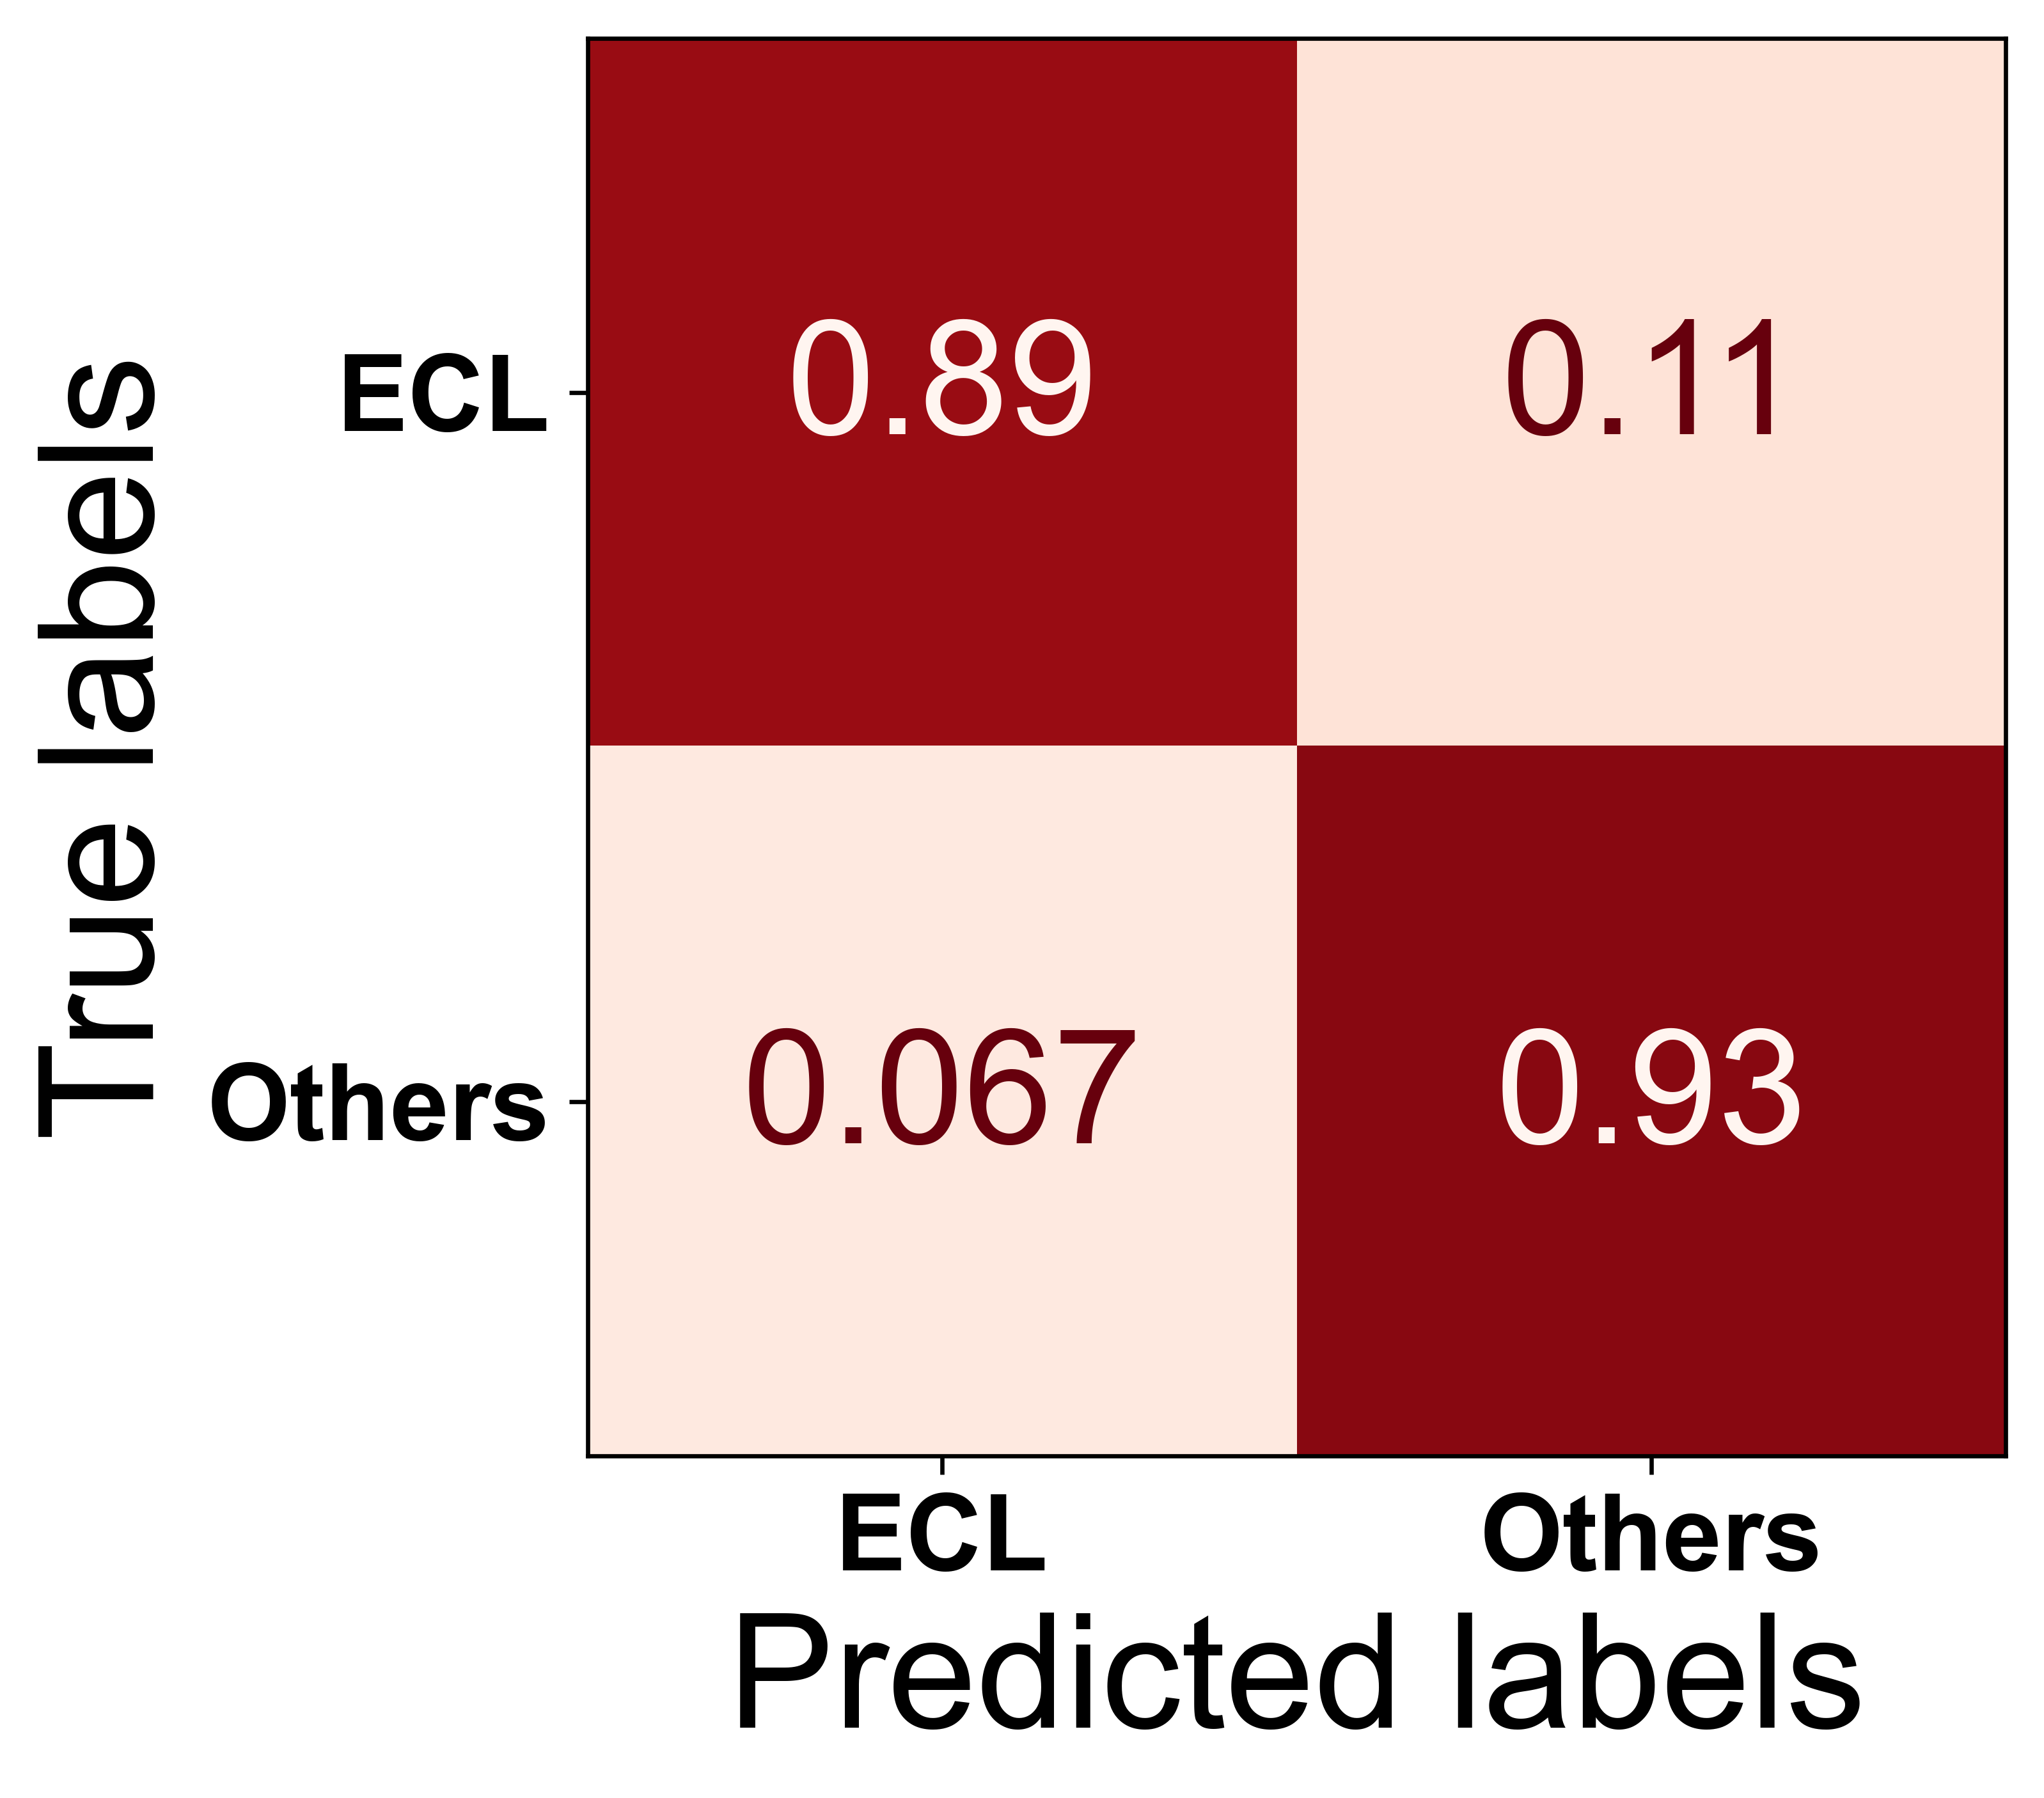 True labels
ECL
0.89
0.11
Others
0.067
0.93
ECL
Others
Predicted labels